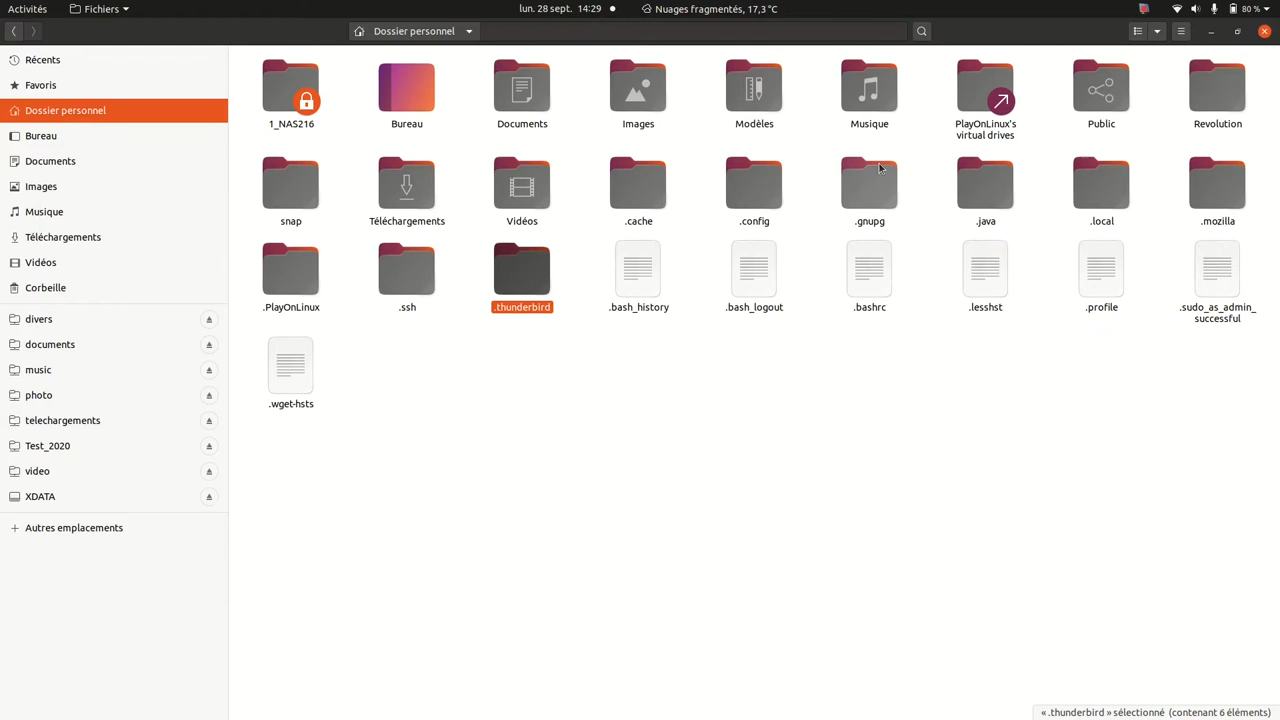 Activités
Fichiers
lun. 28 sept. 14:29
Nuages fragmentés, 17,3 °C
80 %
Dossier personnel
Récents
Favoris
Dossier personnel
Bureau
Documents
Images
Musique
Téléchargements
Vidéos
Corbeille
divers
documents
music
photo
telechargements
Test_2020
video
XDATA
Autres emplacements
1_NAS216
Bureau
Documents
Images
Modèles
Musique
PlayOnLinux's
virtual drives
Public
Revolution
snap
Téléchargements
Vidéos
.cache
.config
.gnupg
.java
.local
.mozilla
.PlayOnLinux
.ssh
.thunderbird
.bash_history
.bash_logout
.bashrc
.lesshst
.profile
.sudo_as_admin_
successful
.wget-hsts
« .thunderbird » sélectionné (contenant 6 éléments)